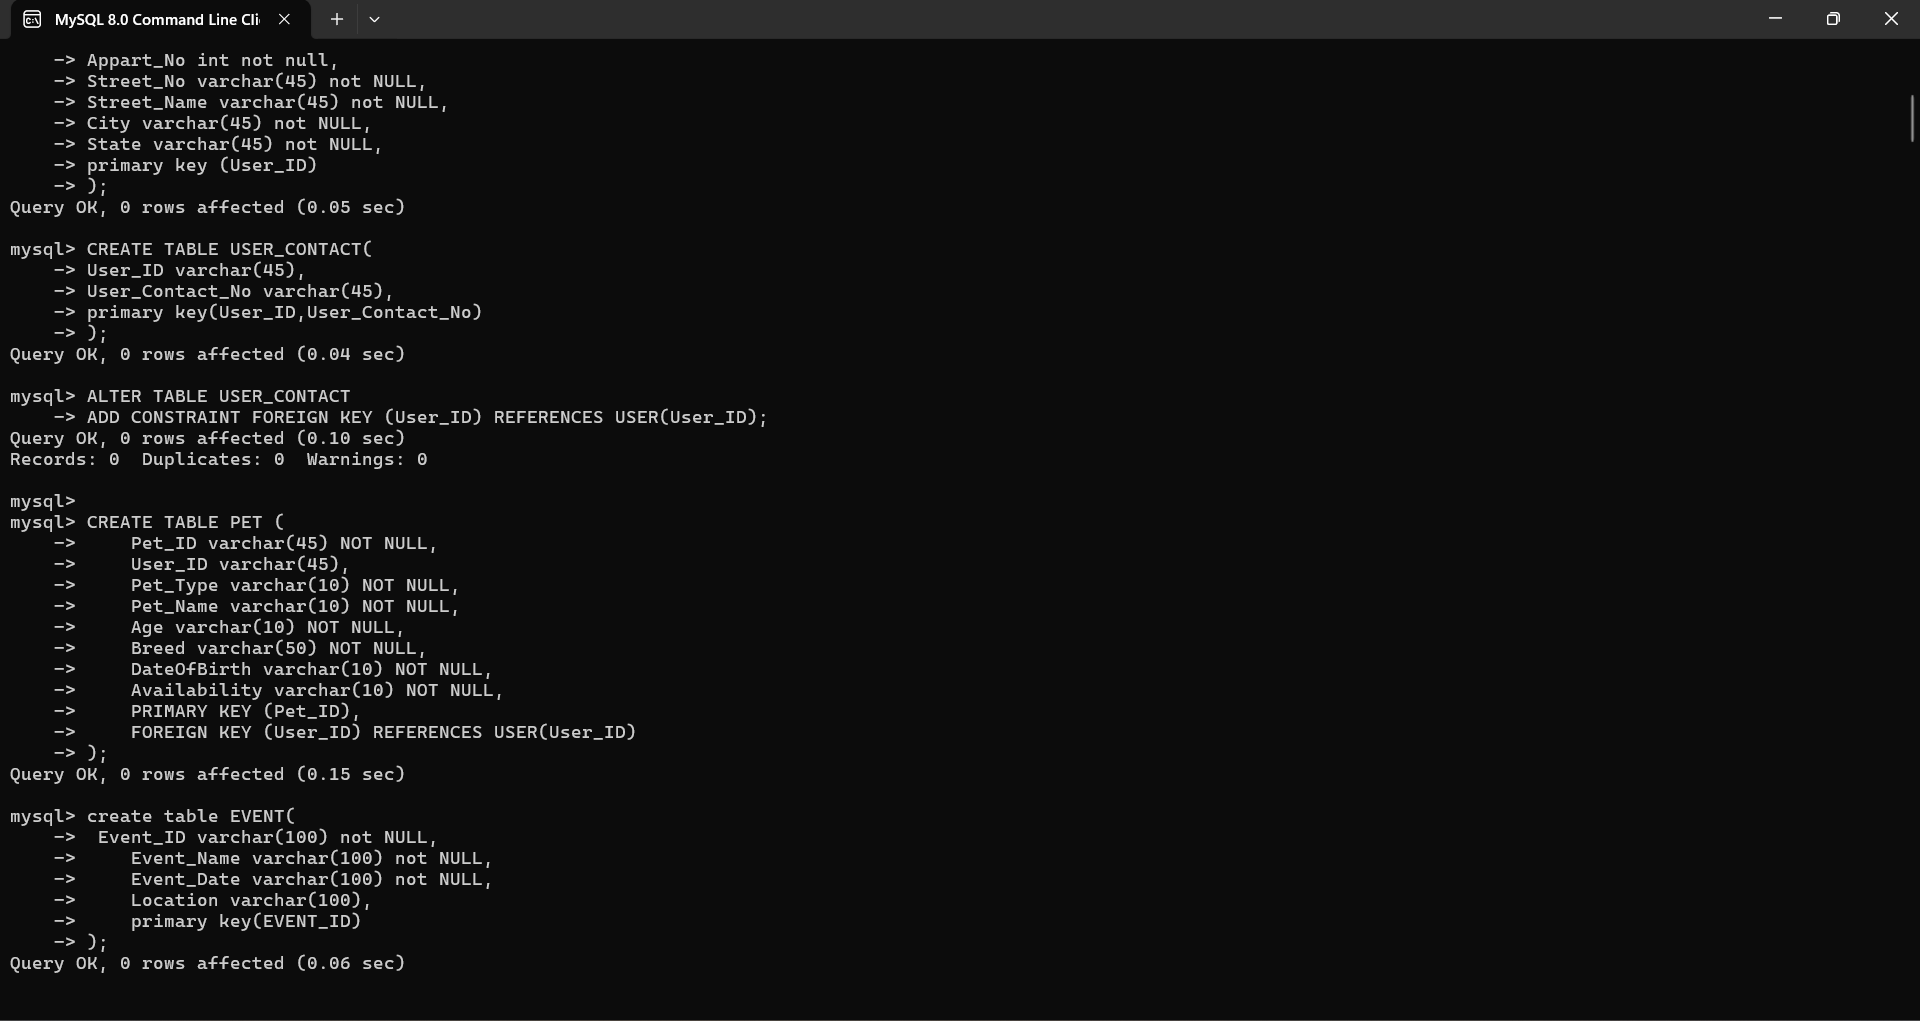 MySQL 8.0 Command Line Cli
-> Appart_No int not null,
-> Street_No varchar(45) not NULL,
-> Street_Name varchar(45) not NULL,
-> City varchar(45) not NULL,
-> State varchar(45) not NULL,
-> primary key (User_ID)
-> );
Query OK, 0 rows affected (0.05 sec)
mysql> CREATE TABLE USER_CONTACT(
-> User_ID varchar(45),
-> User_Contact_No varchar(45),
-> primary key(User_ID,User_Contact_No)
-> );
Query OK, 0 rows affected (0.04 sec)
mysql> ALTER TABLE USER_CONTACT
-> ADD CONSTRAINT FOREIGN KEY (User_ID) REFERENCES USER(User_ID);
Query OK, 0 rows affected (0.10 sec)
Records: 0  Duplicates: 0  Warnings: 0
mysql>
mysql> CREATE TABLE PET (
->     Pet_ID varchar(45) NOT NULL,
->     User_ID varchar(45),
->     Pet_Type varchar(10) NOT NULL,
->     Pet_Name varchar(10) NOT NULL,
->     Age varchar(10) NOT NULL,
->     Breed varchar(50) NOT NULL,
->     DateOfBirth varchar(10) NOT NULL,
->     Availability varchar(10) NOT NULL,
->     PRIMARY KEY (Pet_ID),
->     FOREIGN KEY (User_ID) REFERENCES USER(User_ID)
-> );
Query OK, 0 rows affected (0.15 sec)
mysql> create table EVENT(
->  Event_ID varchar(100) not NULL,
->     Event_Name varchar(100) not NULL,
->     Event_Date varchar(100) not NULL,
->     Location varchar(100),
->     primary key(EVENT_ID)
-> );
Query OK, 0 rows affected (0.06 sec)